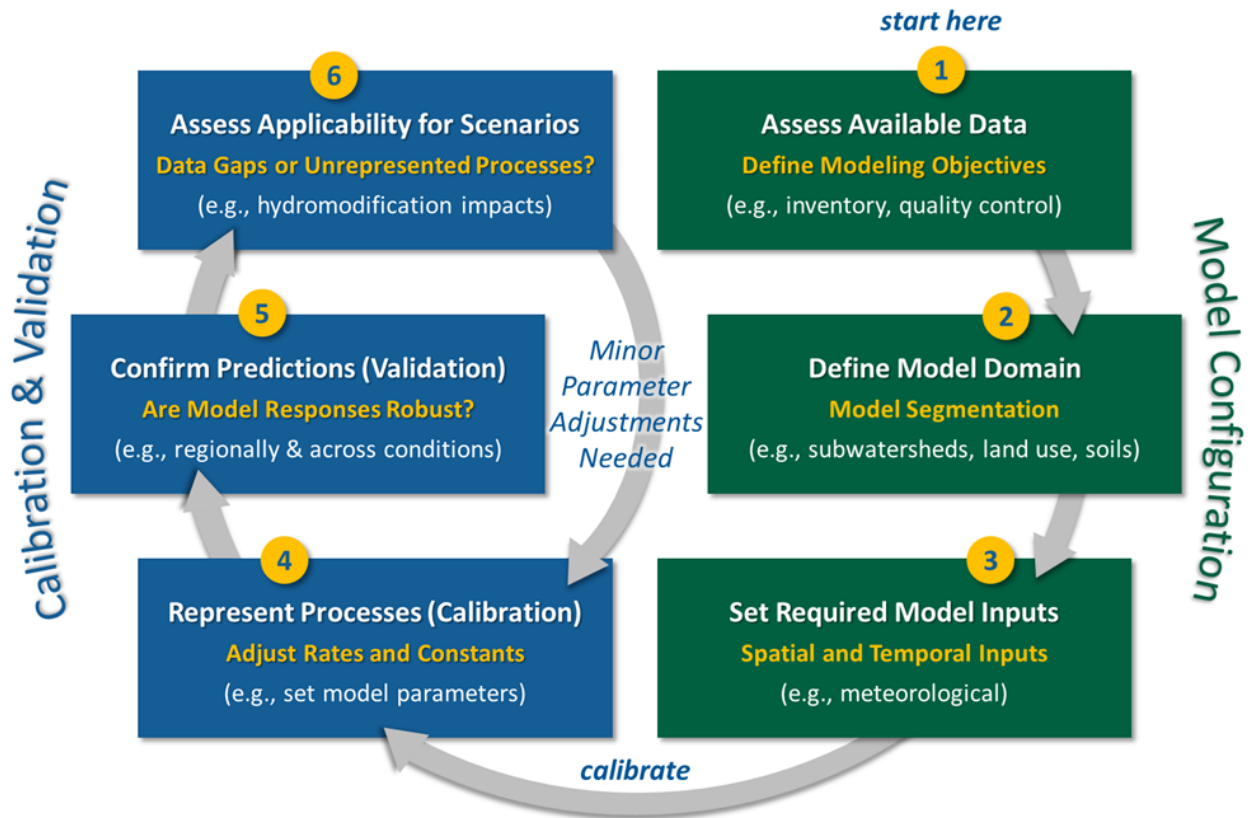 start here
1
Assess Available Data
Define Modeling Objectives
(e.g., inventory, quality control)
2
Define Model Domain
Model Segmentation
(e.g., subwatersheds, land use, soils)
3
Set Required Model Inputs
Spatial and Temporal Inputs
(e.g., meteorological)
Model Configuration
calibrate
4
Represent Processes (Calibration)
Adjust Rates and Constants
(e.g., set model parameters)
5
Confirm Predictions (Validation)
Are Model Responses Robust?
(e.g., regionally & across conditions)
6
Assess Applicability for Scenarios
Data Gaps or Unrepresented Processes?
(e.g., hydromodification impacts)
Minor
Parameter
Adjustments
Needed
Calibration & Validation